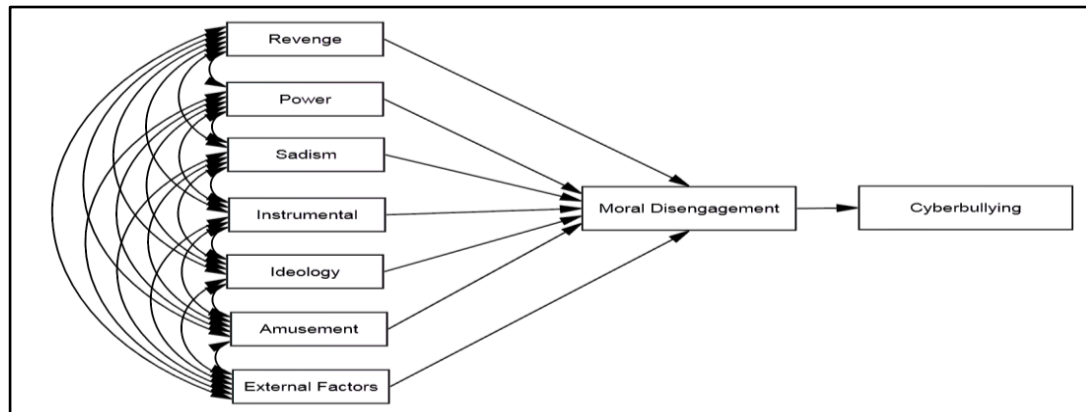 Revenge
Power
Sadism
Instrumental
Ideology
Amusement
External Factors
Moral Disengagement
Cyberbullying